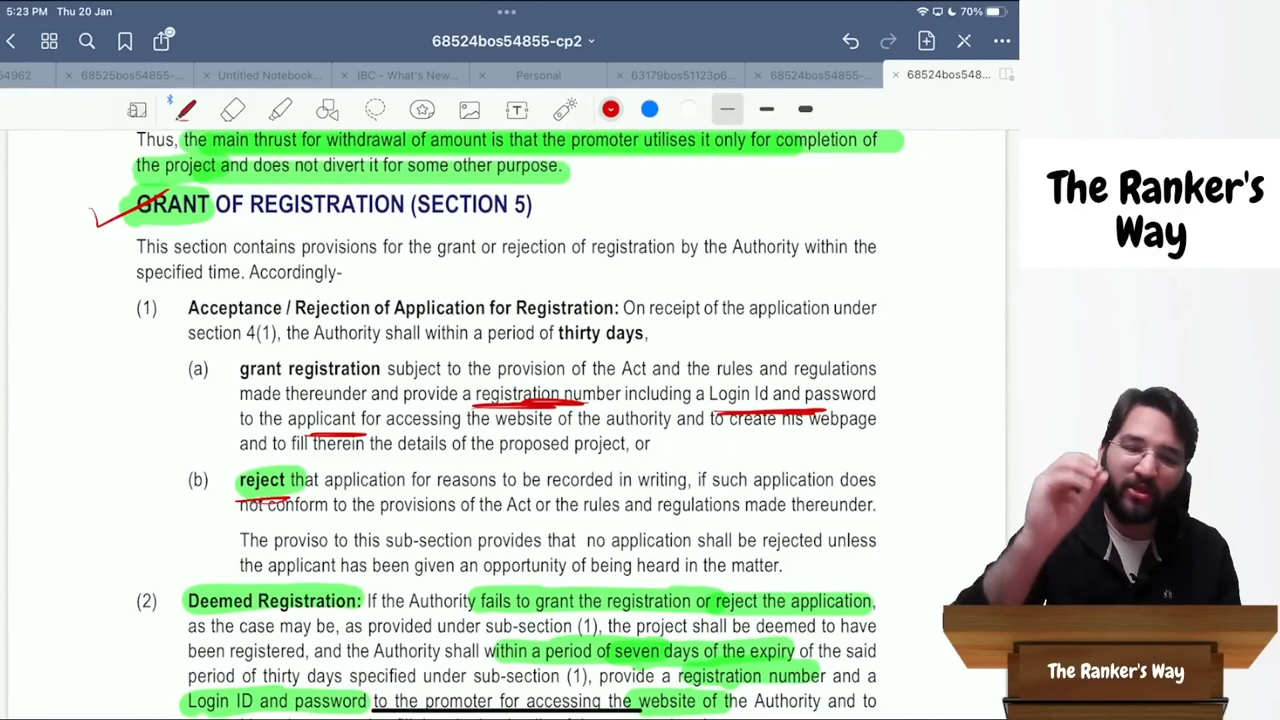 5:23 PM Thu 20 Jan
70%
68524bos54855-cp2
54962
68525bos54855-...
Untitled Notebook...
IBC - What's New...
Personal
63179bos51123p6...
68524bos54855-...
68524bos548...
Thus, the main thrust for withdrawal of amount is that the promoter utilises it only for completion of
the project and does not divert it for some other purpose.
GRANT OF REGISTRATION (SECTION 5)
This section contains provisions for the grant or rejection of registration by the Authority within the
specified time. Accordingly-
(1) Acceptance / Rejection of Application for Registration: On receipt of the application under
section 4(1), the Authority shall within a period of thirty days,
(a) grant registration subject to the provision of the Act and the rules and regulations
made thereunder and provide a registration number including a Login Id and password
to the applicant for accessing the website of the authority and to create his webpage
and to fill therein the details of the proposed project, or
(b) reject that application for reasons to be recorded in writing, if such application does
not conform to the provisions of the Act or the rules and regulations made thereunder.
The proviso to this sub-section provides that no application shall be rejected unless
the applicant has been given an opportunity of being heard in the matter.
(2) Deemed Registration: If the Authority fails to grant the registration or reject the application,
as the case may be, as provided under sub-section (1), the project shall be deemed to have
been registered, and the Authority shall within a period of seven days of the expiry of the said
period of thirty days specified under sub-section (1), provide a registration number and a
Login ID and password to the promoter for accessing the website of the Authority and to
The Ranker's
Way
The Ranker's Way